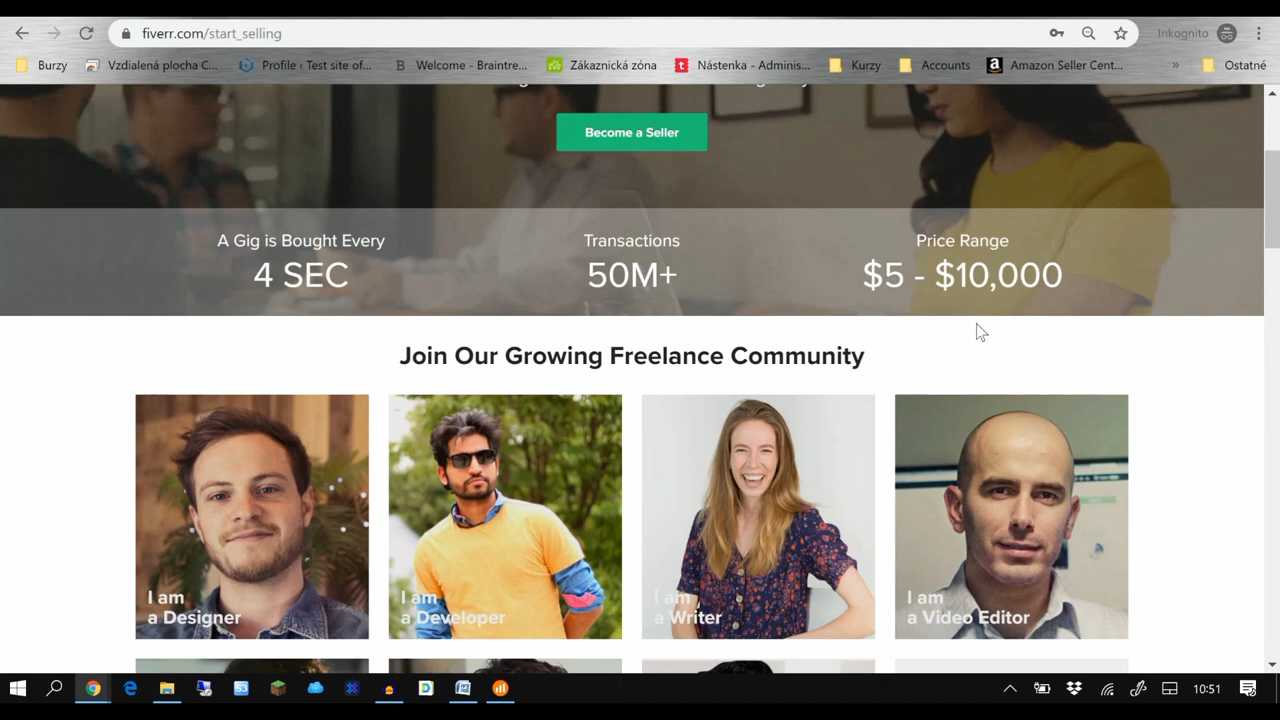 fiverr.com/start_selling
Inkognito
Burzy
Vzdialená plocha C...
Profile ‹ Test site of...
Welcome - Braintre...
Zákaznická zóna
Nástenka - Adminis...
Kurzy
Accounts
Amazon Seller Cent...
»
Ostatné
Become a Seller
A Gig is Bought Every
4 SEC
Transactions
50M+
Price Range
$5 - $10,000
Join Our Growing Freelance Community
I am
a Designer
I am
a Developer
I am
a Writer
I am
a Video Editor
10:51